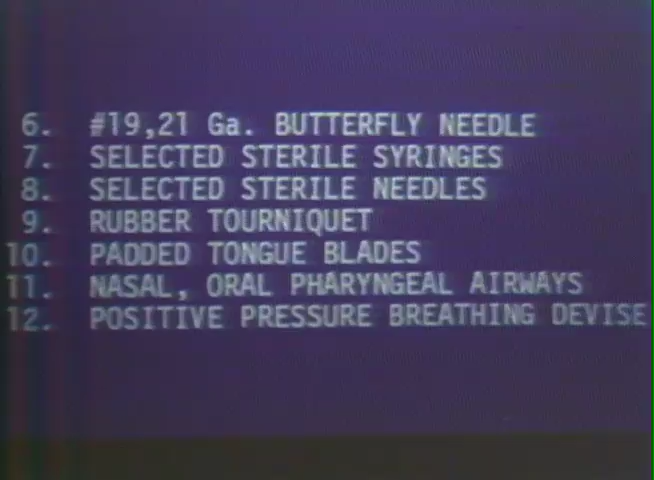 6. #19,21 Ga. BUTTERFLY NEEDLE
7. SELECTED STERILE SYRINGES
8. SELECTED STERILE NEEDLES
9. RUBBER TOURNIQUET
10. PADDED TONGUE BLADES
11. NASAL, ORAL PHARYNGEAL AIRWAYS
12. POSITIVE PRESSURE BREATHING DEVISE